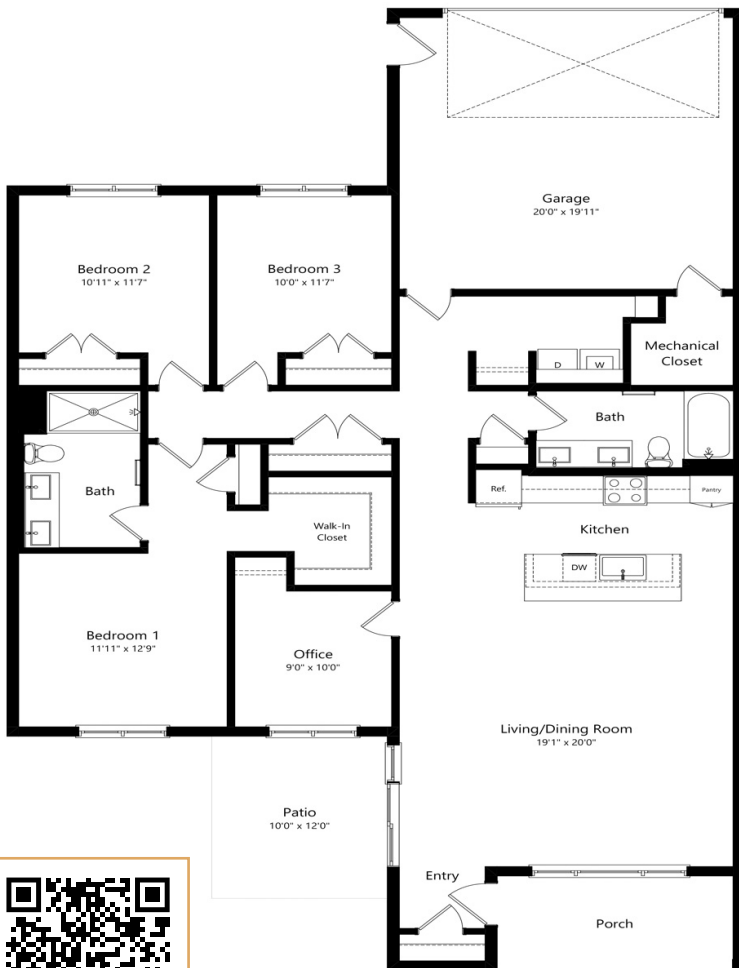 Garage
20'0" x 19'11"
Bedroom 2
10'11" x 11'7"
Bedroom 3
10'0" x 11'7"
Mechanical
Closet
D
W
Bath
Bath
Ref.
Pantry
Kitchen
Walk-In
Closet
DW
Bedroom 1
11'11" x 12'9"
Office
9'0" x 10'0"
Living/Dining Room
19'1" x 20'0"
Patio
10'0" x 12'0"
Entry
Porch